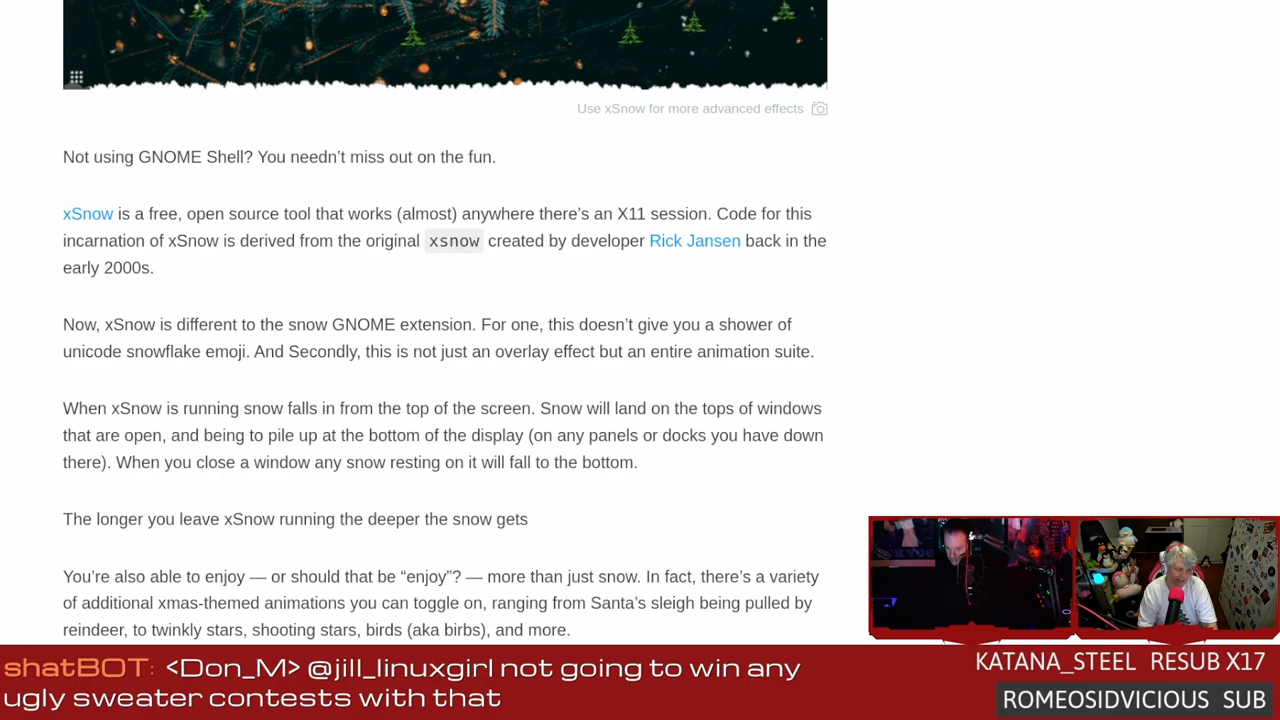 Use xSnow for more advanced effects
Not using GNOME Shell? You needn’t miss out on the fun.
xSnow is a free, open source tool that works (almost) anywhere there’s an X11 session. Code for this
incarnation of xSnow is derived from the original xsnow created by developer Rick Jansen back in the
early 2000s.
Now, xSnow is different to the snow GNOME extension. For one, this doesn’t give you a shower of
unicode snowflake emoji. And Secondly, this is not just an overlay effect but an entire animation suite.
When xSnow is running snow falls in from the top of the screen. Snow will land on the tops of windows
that are open, and being to pile up at the bottom of the display (on any panels or docks you have down
there). When you close a window any snow resting on it will fall to the bottom.
The longer you leave xSnow running the deeper the snow gets
You’re also able to enjoy — or should that be “enjoy”? — more than just snow. In fact, there’s a variety
of additional xmas-themed animations you can toggle on, ranging from Santa’s sleigh being pulled by
reindeer, to twinkly stars, shooting stars, birds (aka birbs), and more.
shatBOT: <Don_M> @jill_linuxgirl not going to win any
ugly sweater contests with that
KATANA_STEEL RESUB X17
ROMEOSIDVICIOUS SUB